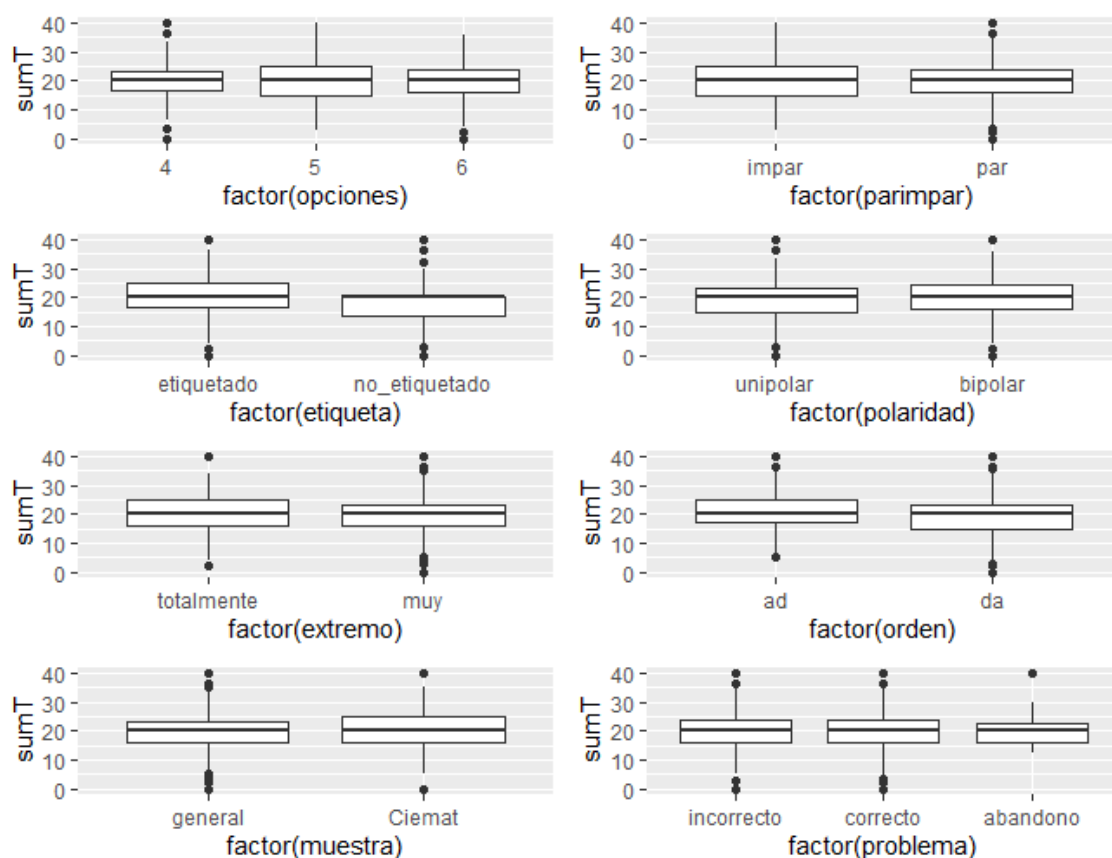 sumT
40
30
20
10
0
4 5 6
factor(opciones)
sumT
40
30
20
10
0
impar par
factor(parimpar)
sumT
40
30
20
10
0
etiquetado no_etiquetado
factor(etiqueta)
sumT
40
30
20
10
0
unipolar bipolar
factor(polaridad)
sumT
40
30
20
10
0
totalmente muy
factor(extremo)
sumT
40
30
20
10
0
ad da
factor(orden)
sumT
40
30
20
10
0
general Ciemat
factor(muestra)
sumT
40
30
20
10
0
incorrecto correcto abandono
factor(problema)